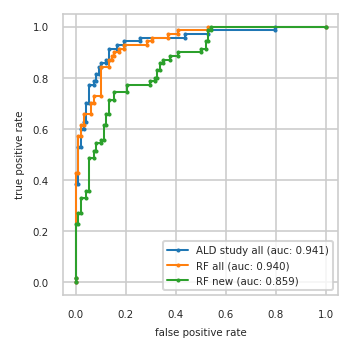 1.0
0.8
0.6
0.4
0.2
0.0
true positive rate
ALD study all (auc: 0.941)
RF all (auc: 0.940)
RF new (auc: 0.859)
0.0 0.2 0.4 0.6 0.8 1.0
false positive rate